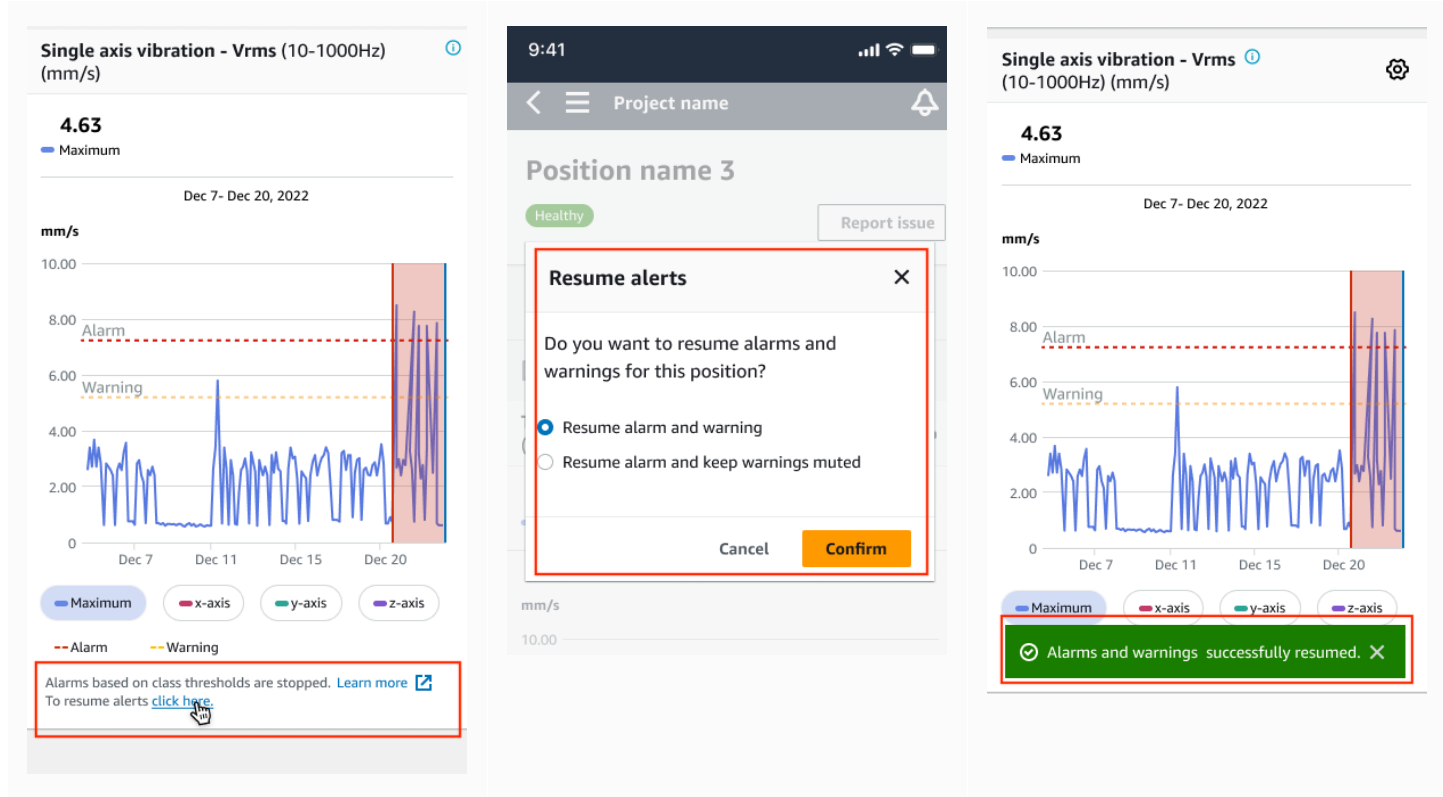 Single axis vibration - Vrms (10-1000Hz)
(mm/s)
4.63
Maximum
Dec 7- Dec 20, 2022
mm/s
10.00
8.00
Alarm
6.00
Warning
4.00
2.00
0
Dec 7 Dec 11 Dec 15 Dec 20
Maximum x-axis y-axis z-axis
Alarm Warning
Alarms based on class thresholds are stopped. Learn more
To resume alerts click here.
9:41
Project name
Position name 3
Healthy
Report issue
Resume alerts
Do you want to resume alarms and
warnings for this position?
Resume alarm and warning
Resume alarm and keep warnings muted
Cancel Confirm
mm/s
10.00
Single axis vibration - Vrms
(10-1000Hz) (mm/s)
4.63
Maximum
Dec 7- Dec 20, 2022
mm/s
10.00
8.00
Alarm
6.00
Warning
4.00
2.00
0
Dec 7 Dec 11 Dec 15 Dec 20
Maximum x-axis y-axis z-axis
Alarms and warnings successfully resumed.